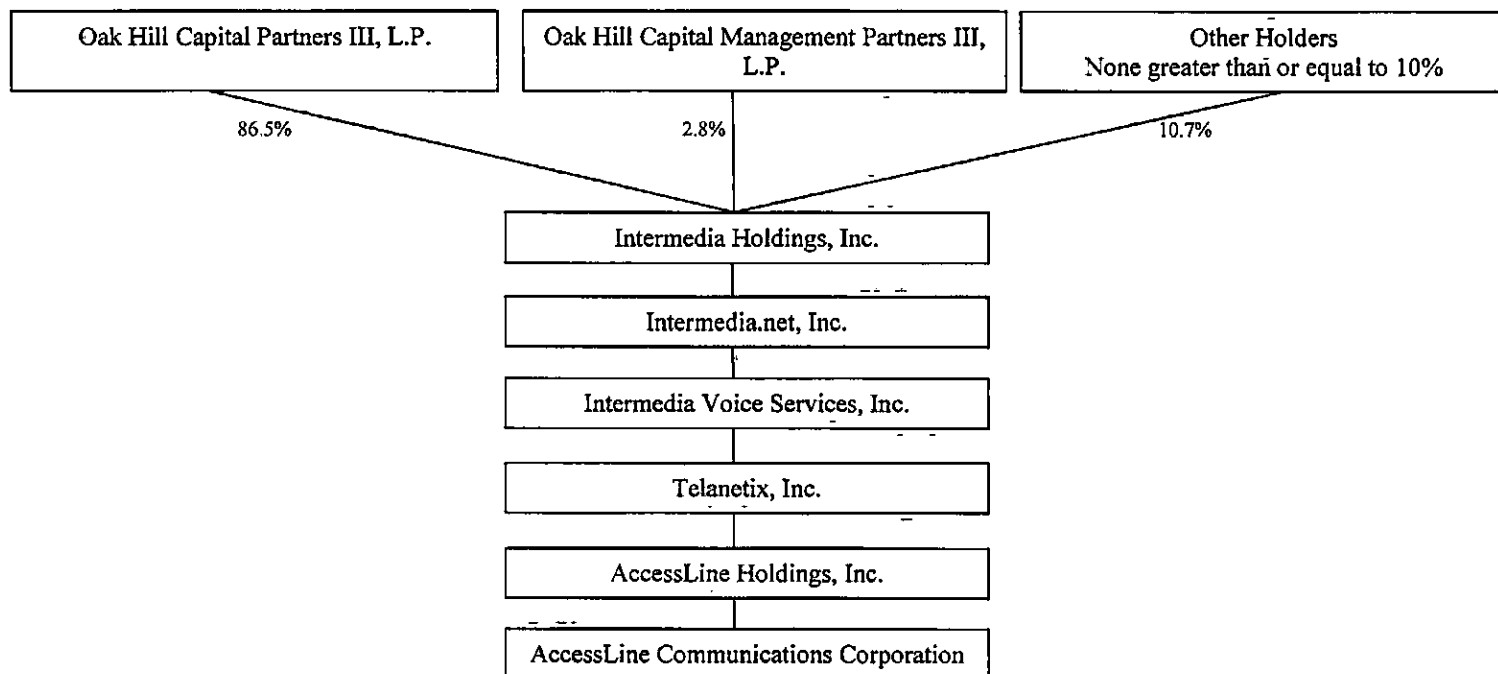 Oak Hill Capital Partners III, L.P.
Oak Hill Capital Management Partners III,
L.P.
Other Holders
None greater than or equal to 10%
86.5%
2.8%
10.7%
Intermedia Holdings, Inc.
Intermedia.net, Inc.
Intermedia Voice Services, Inc.
Telanetix, Inc.
AccessLine Holdings, Inc.
AccessLine Communications Corporation